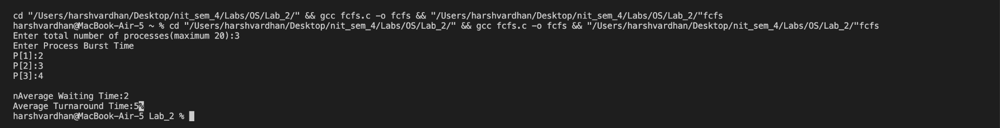 cd "/Users/harshvardhan/Desktop/nit_sem_4/Labs/OS/Lab_2/" && gcc fcfs.c -o fcfs && "/Users/harshvardhan/Desktop/nit_sem_4/Labs/OS/Lab_2/"fcfs
harshvardhan@MacBook-Air-5 ~ % cd "/Users/harshvardhan/Desktop/nit_sem_4/Labs/OS/Lab_2/" && gcc fcfs.c -o fcfs && "/Users/harshvardhan/Desktop/nit_sem_4/Labs/OS/Lab_2/"fcfs
Enter total number of processes(maximum 20):3
Enter Process Burst Time
P[1]:2
P[2]:3
P[3]:4
nAverage Waiting Time:2
Average Turnaround Time:5%
harshvardhan@MacBook-Air-5 Lab_2 %